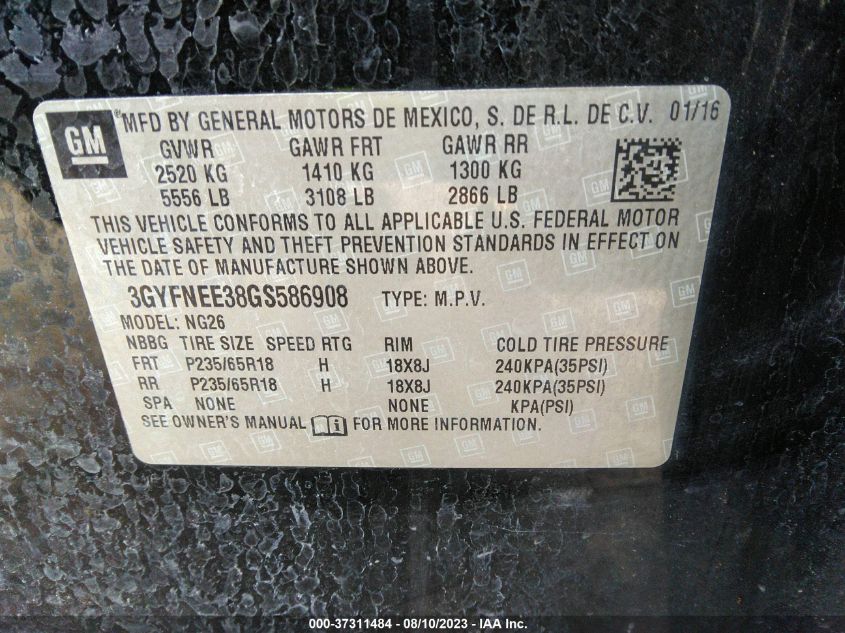 GM ® MFD BY GENERAL MOTORS DE MEXICO, S. DE R.L. DE C.V. 01/16
GVWR GAWR FRT GAWR RR
2520 KG 1410 KG 1300 KG
5556 LB 3108 LB 2866 LB
THIS VEHICLE CONFORMS TO ALL APPLICABLE U.S. FEDERAL MOTOR
VEHICLE SAFETY AND THEFT PREVENTION STANDARDS IN EFFECT ON
THE DATE OF MANUFACTURE SHOWN ABOVE.
3GYFNEE38GS586908 TYPE: M.P.V.
MODEL: NG26
NBBG TIRE SIZE SPEED RTG RIM COLD TIRE PRESSURE
FRT P235/65R18 H 18X8J 240KPA(35PSI)
RR P235/65R18 H 18X8J 240KPA(35PSI)
SPA NONE NONE KPA(PSI)
SEE OWNER'S MANUAL FOR MORE INFORMATION.
000-37311484 - 08/10/2023 - IAA Inc.